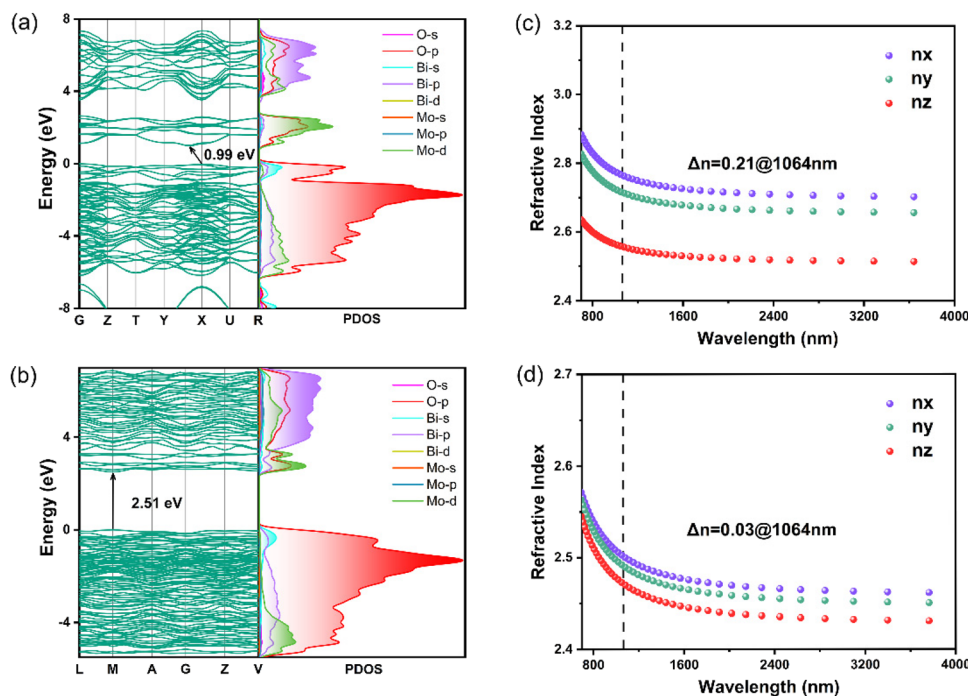 (a)
8
4
0
-4
-8
Energy (eV)
0.99 eV
G Z T Y X U R
PDOS
O-s
O-p
Bi-s
Bi-p
Bi-d
Mo-s
Mo-p
Mo-d
(c)
3.2
3.0
2.8
2.6
2.4
Refractive Index
nx
ny
nz
Δn=0.21@1064nm
800 1600 2400 3200 4000
Wavelength (nm)
(b)
4
0
-4
Energy (eV)
2.51 eV
L M A G Z V
PDOS
O-s
O-p
Bi-s
Bi-p
Bi-d
Mo-s
Mo-p
Mo-d
(d)
2.7
2.6
2.5
2.4
Refractive Index
nx
ny
nz
Δn=0.03@1064nm
800 1600 2400 3200 4000
Wavelength (nm)